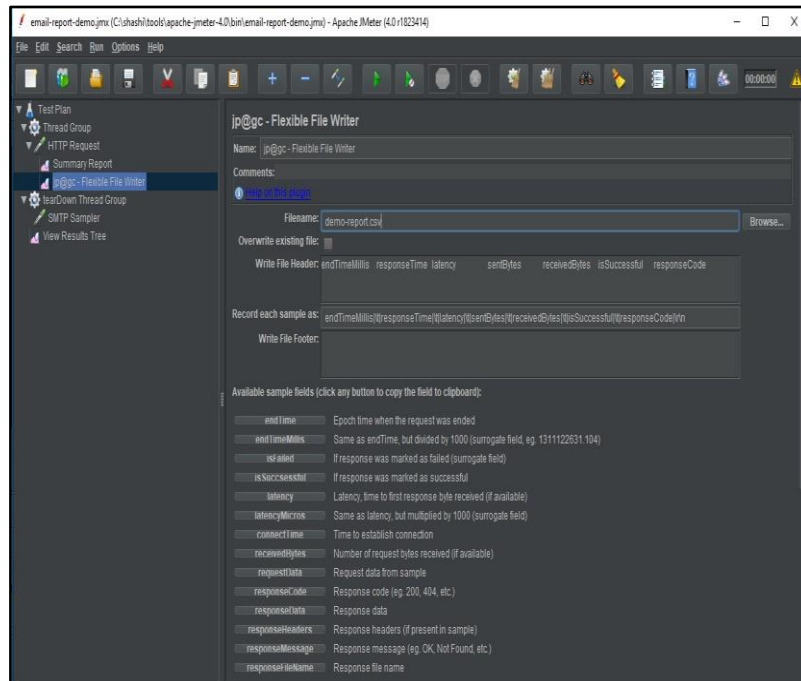 email-report-demo.jmx (C:\shashi\tools\apache-jmeter-4.0\bin\email-report-demo.jmx) - Apache JMeter (4.0 r1823414)
File Edit Search Run Options Help
00:00:00
Test Plan
Thread Group
HTTP Request
Summary Report
jp@gc - Flexible File Writer
tearDown Thread Group
SMTP Sampler
View Results Tree
jp@gc - Flexible File Writer
Name: jp@gc - Flexible File Writer
Comments:
Help on this plugin
Filename: demo-report.csv Browse...
Overwrite existing file:
Write File Header: endTimeMillis responseTime latency sentBytes receivedBytes isSuccessful responseCode
Record each sample as: endTimeMillis|\t|responseTime|\t|latency|\t|sentBytes|\t|receivedBytes|\t|isSuccessful|\t|responseCode|\r\n
Write File Footer:
Available sample fields (click any button to copy the field to clipboard):
endTime Epoch time when the request was ended
endTimeMillis Same as endTime, but divided by 1000 (surrogate field, eg. 1311122631.104)
isFailed If response was marked as failed (surrogate field)
isSuccsessful If response was marked as successful
latency Latency, time to first response byte received (if available)
latencyMicros Same as latency, but multiplied by 1000 (surrogate field)
connectTime Time to establish connection
receivedBytes Number of request bytes received (if available)
requestData Request data from sample
responseCode Response code (eg. 200, 404, etc.)
responseData Response data
responseHeaders Response headers (if present in sample)
responseMessage Response message (eg. OK, Not Found, etc.)
responseFileName Response file name